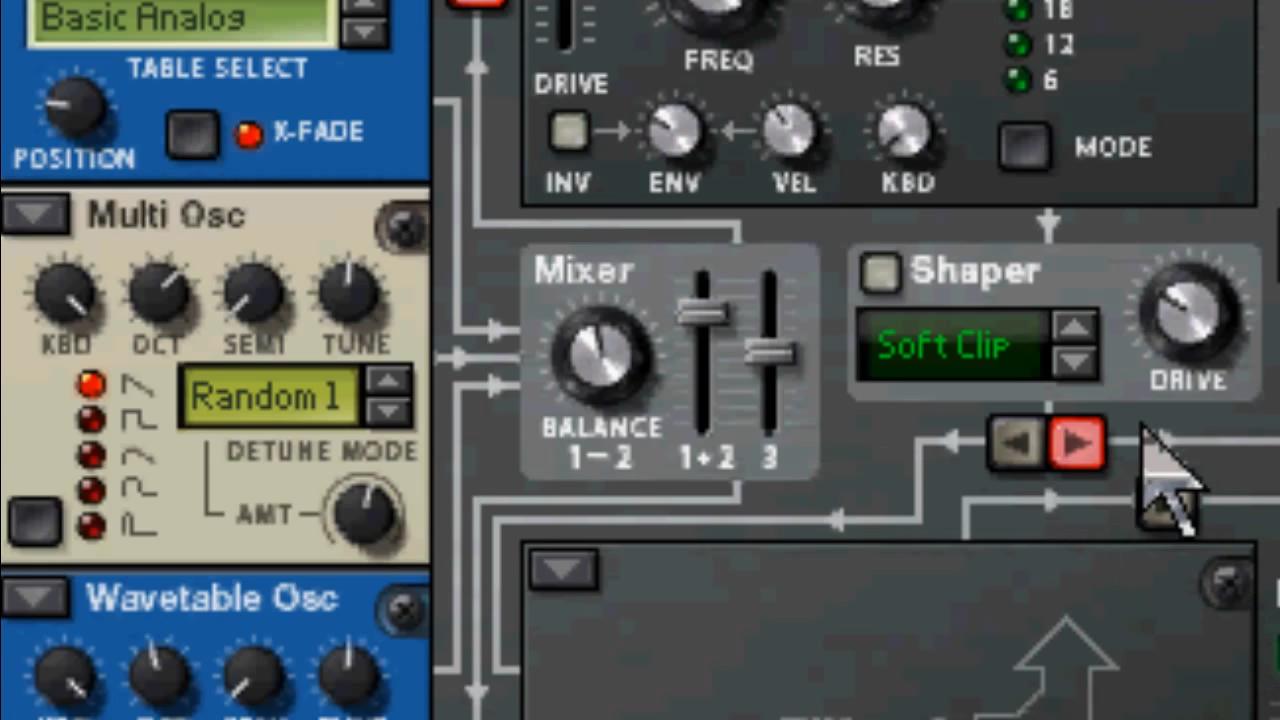 Basic Analog
TABLE SELECT
X-FADE
POSITION
Multi Osc
KBD OCT SEMI TUNE
Random 1
DETUNE MODE
AMT
Wavetable Osc
FREQ
RES
18
12
6
DRIVE
MODE
INV ENV VEL KBD
Mixer
BALANCE
1-2 1+2 3
Shaper
Soft Clip
DRIVE